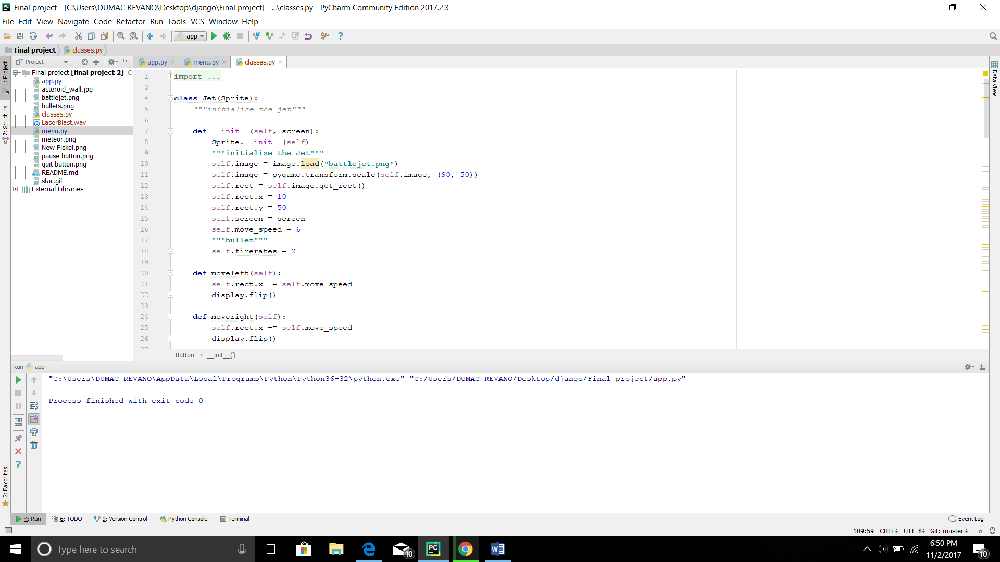 Final project - [C:\Users\DUMAC REVANO\Desktop\django\Final project] - ...\classes.py - PyCharm Community Edition 2017.2.3
File Edit View Navigate Code Refactor Run Tools VCS Window Help
app
Final project classes.py
Project
app.py menu.py classes.py
1: Project
Z: Structure
2: Favorites
Data View
Final project [final project 2] C
app.py
asteroid_wall.jpg
battlejet.png
bullets.png
classes.py
LaserBlast.wav
menu.py
meteor.png
New Piskel.png
pause button.png
quit button.png
README.md
star.gif
External Libraries
1 import ...
3
4 class Jet(Sprite):
5 """initialize the jet"""
6
7 def __init__(self, screen):
8 Sprite.__init__(self)
9 """initialize the Jet"""
10 self.image = image.load("battlejet.png")
11 self.image = pygame.transform.scale(self.image, (90, 50))
12 self.rect = self.image.get_rect()
13 self.rect.x = 10
14 self.rect.y = 50
15 self.screen = screen
16 self.move_speed = 6
17 """bullet"""
18 self.firerates = 2
19
20 def moveleft(self):
21 self.rect.x -= self.move_speed
22 display.flip()
23
24 def moveright(self):
25 self.rect.x += self.move_speed
26 display.flip()
Button › __init__()
Run app
"C:\Users\DUMAC REVANO\AppData\Local\Programs\Python\Python36-32\python.exe" "C:/Users/DUMAC REVANO/Desktop/django/Final project/app.py"
Process finished with exit code 0
4: Run 6: TODO 9: Version Control Python Console Terminal Event Log
109:59 CRLF UTF-8 Git: master
Type here to search
10
PC
6:50 PM
11/2/2017
10